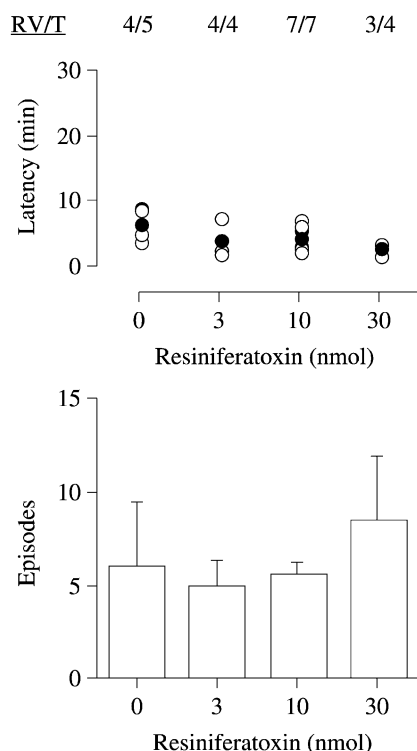 RV/T 4/5 4/4 7/7 3/4
30
20
10
0
Latency (min)
0 3 10 30
Resiniferatoxin (nmol)
15
10
5
0
Episodes
0 3 10 30
Resiniferatoxin (nmol)